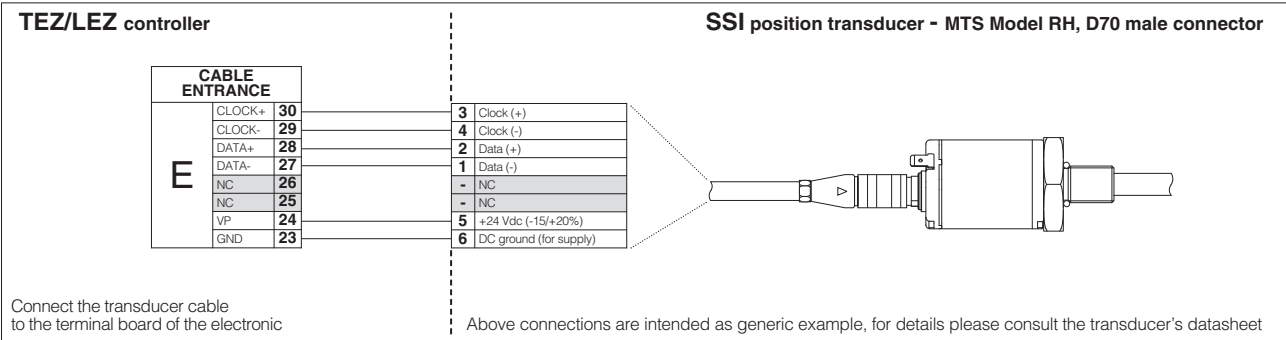 TEZ/LEZ controller
SSI position transducer - MTS Model RH, D70 male connector
CABLE
ENTRANCE
E
CLOCK+ 30
CLOCK- 29
DATA+ 28
DATA- 27
NC 26
NC 25
VP 24
GND 23
3 Clock (+)
4 Clock (-)
2 Data (+)
1 Data (-)
- NC
- NC
5 +24 Vdc (-15/+20%)
6 DC ground (for supply)
Connect the transducer cable
to the terminal board of the electronic
Above connections are intended as generic example, for details please consult the transducer's datasheet